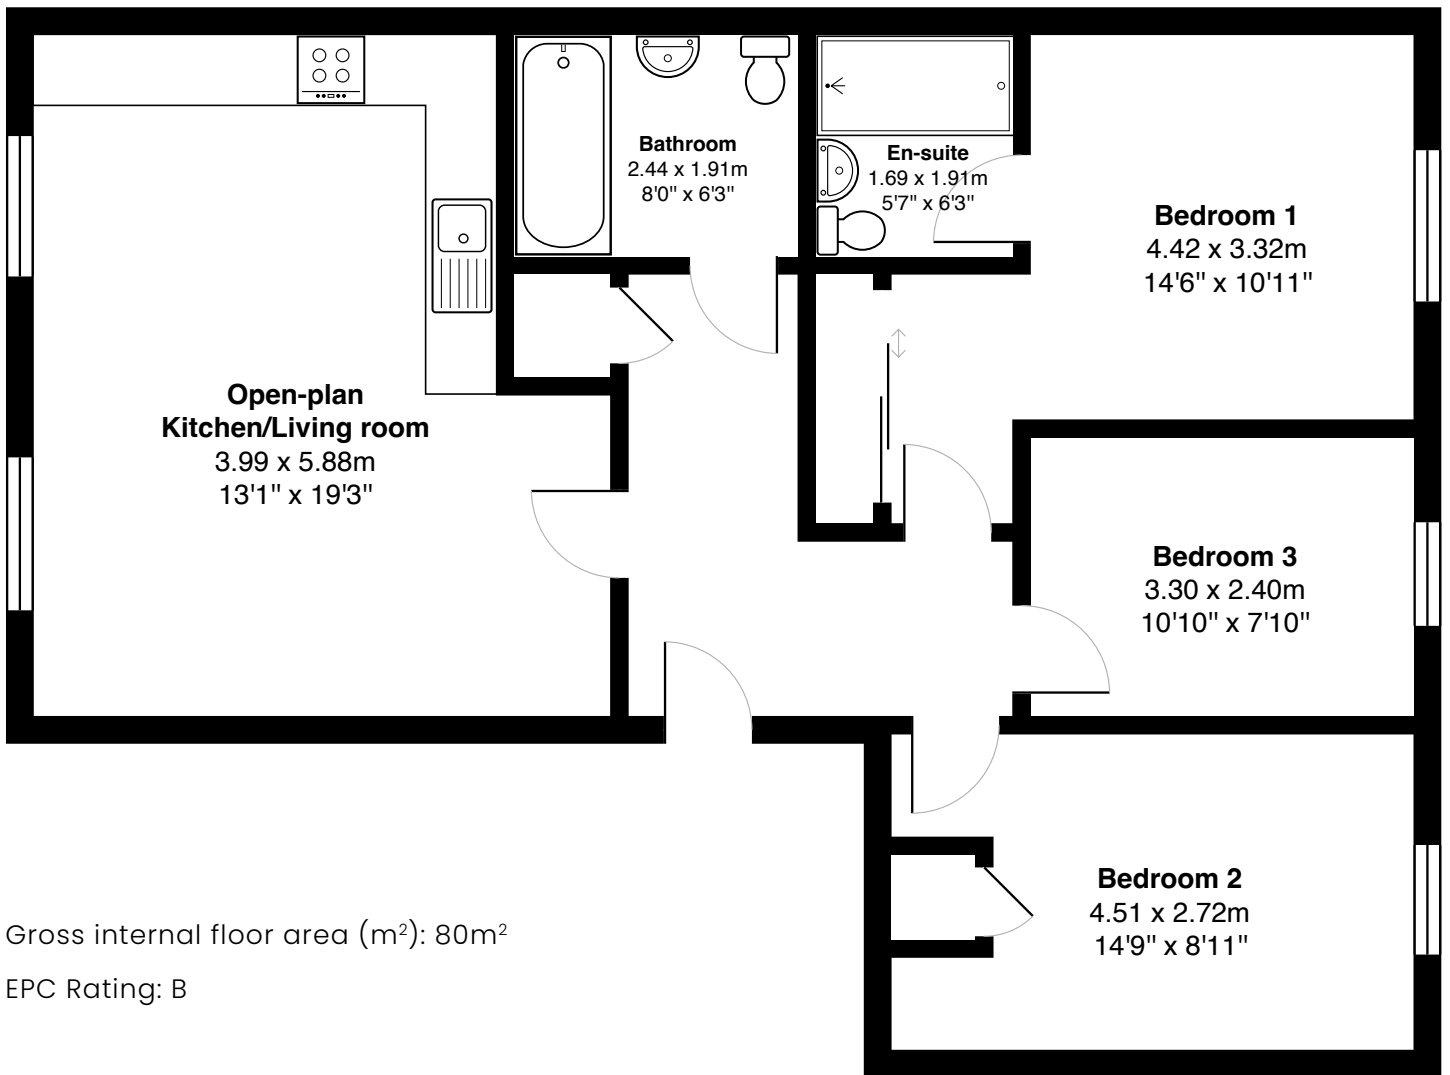 Bathroom
2.44 x 1.91m
8'0" x 6'3"
En-suite
1.69 x 1.91m
5'7" x 6'3"
Bedroom 1
4.42 x 3.32m
14'6" x 10'11"
Open-plan
Kitchen/Living room
3.99 x 5.88m
13'1" x 19'3"
Bedroom 3
3.30 x 2.40m
10'10" x 7'10"
Bedroom 2
4.51 x 2.72m
14'9" x 8'11"
Gross internal floor area (m²): 80m²
EPC Rating: B